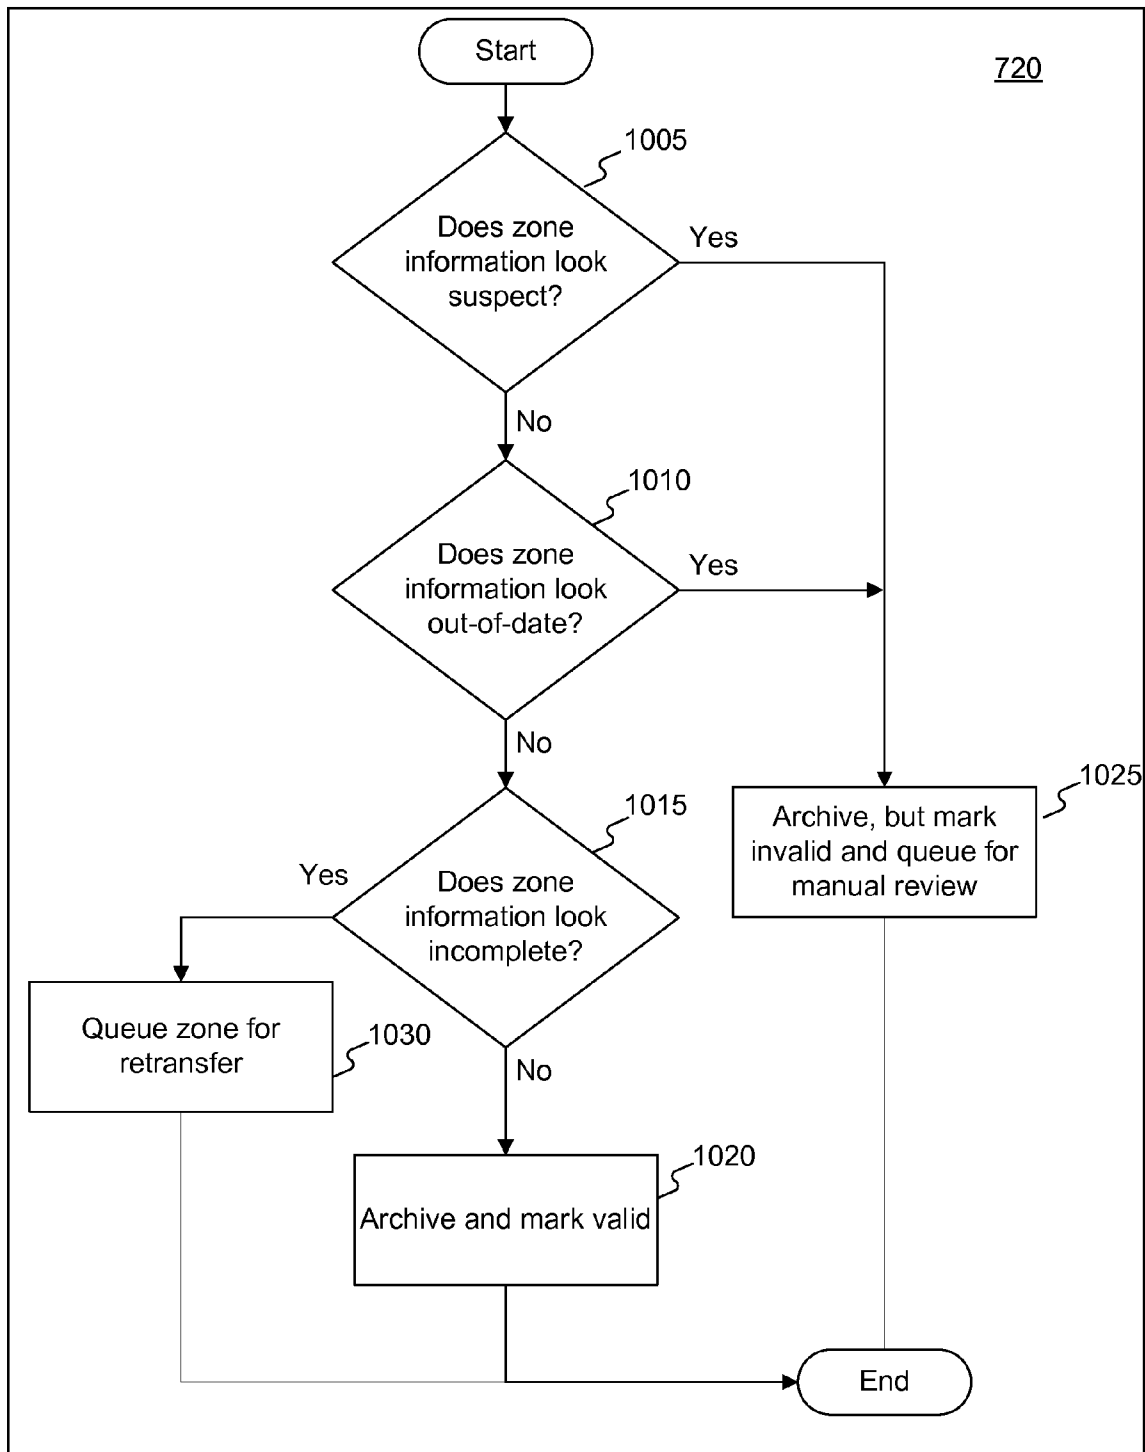 Start
720
1005
Does zone
information look
suspect?
Yes
No
1010
Does zone
information look
out-of-date?
Yes
No
1015
Does zone
information look
incomplete?
Yes
1025
Archive, but mark
invalid and queue for
manual review
Queue zone for
retransfer
1030
No
1020
Archive and mark valid
End